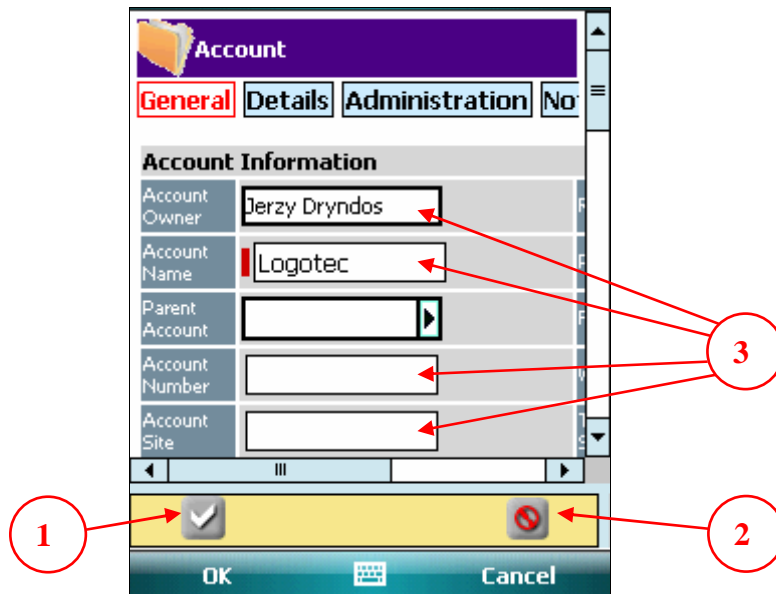 Account
General Details Administration No
Account Information
Account
Owner
Jerzy Dryndos
Account
Name
Logotec
Parent
Account
Account
Number
Account
Site
3
1
2
OK Cancel